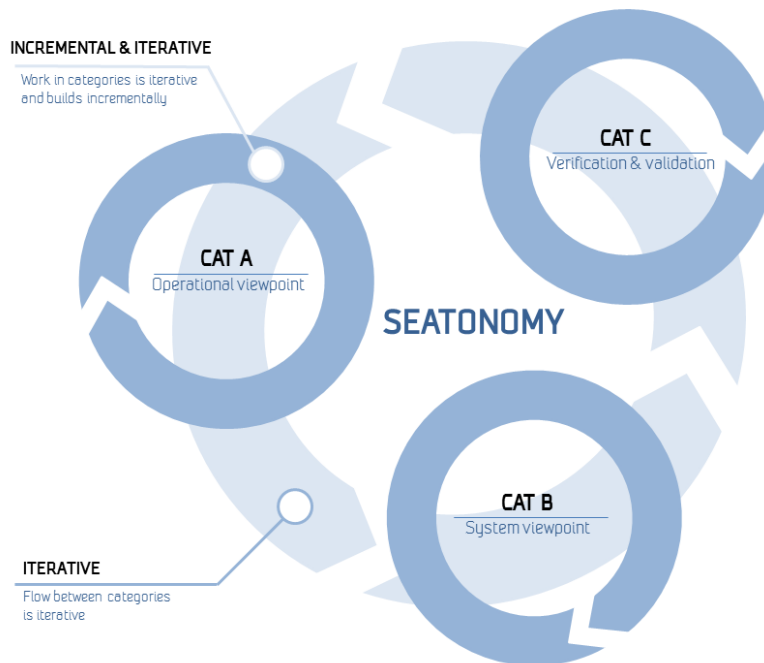 INCREMENTAL & ITERATIVE
Work in categories is iterative
and builds incrementally
CAT C
Verification & validation
CAT A
Operational viewpoint
SEATONOMY
CAT B
System viewpoint
ITERATIVE
Flow between categories
is iterative